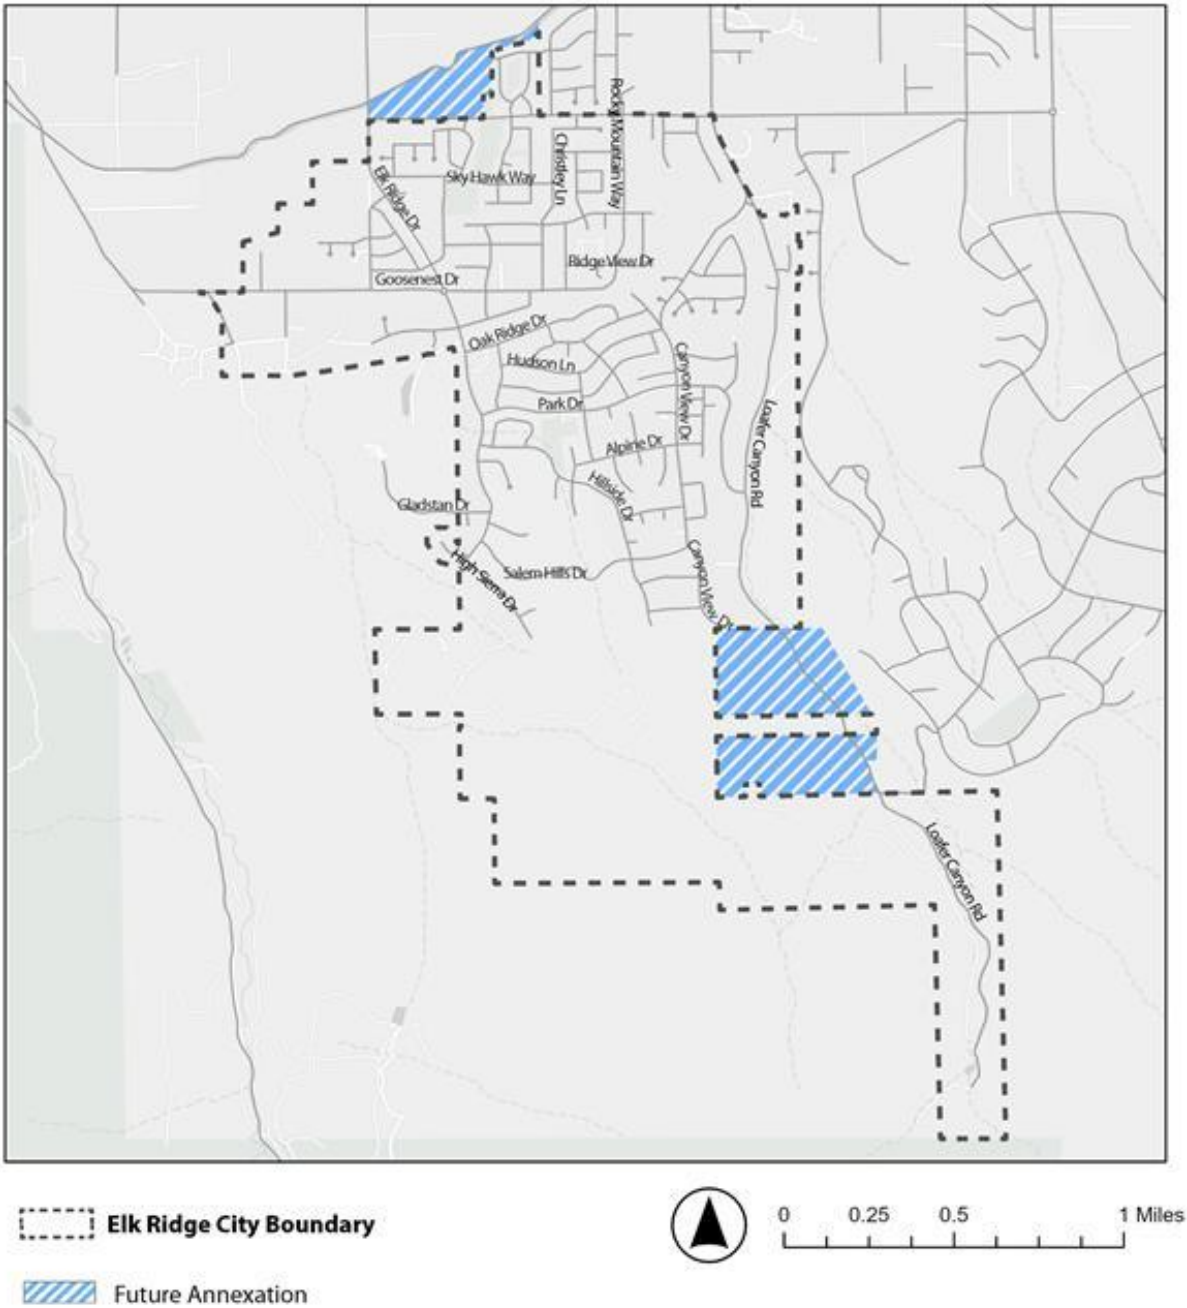 Rocky Mountain Way
Christley Ln
Sky Hawk Way
Elk Ridge Dr
Ridge View Dr
Goosenest Dr
Oak Ridge Dr
Hudson Ln
Canyon View Dr
Park Dr
Loafer Canyon Rd
Alpine Dr
Hillside Dr
Gladstan Dr
High Sierra Dr
Salem Hills Dr
Canyon View Dr
Loafer Canyon Rd
Elk Ridge City Boundary
0 0.25 0.5 1 Miles
Future Annexation